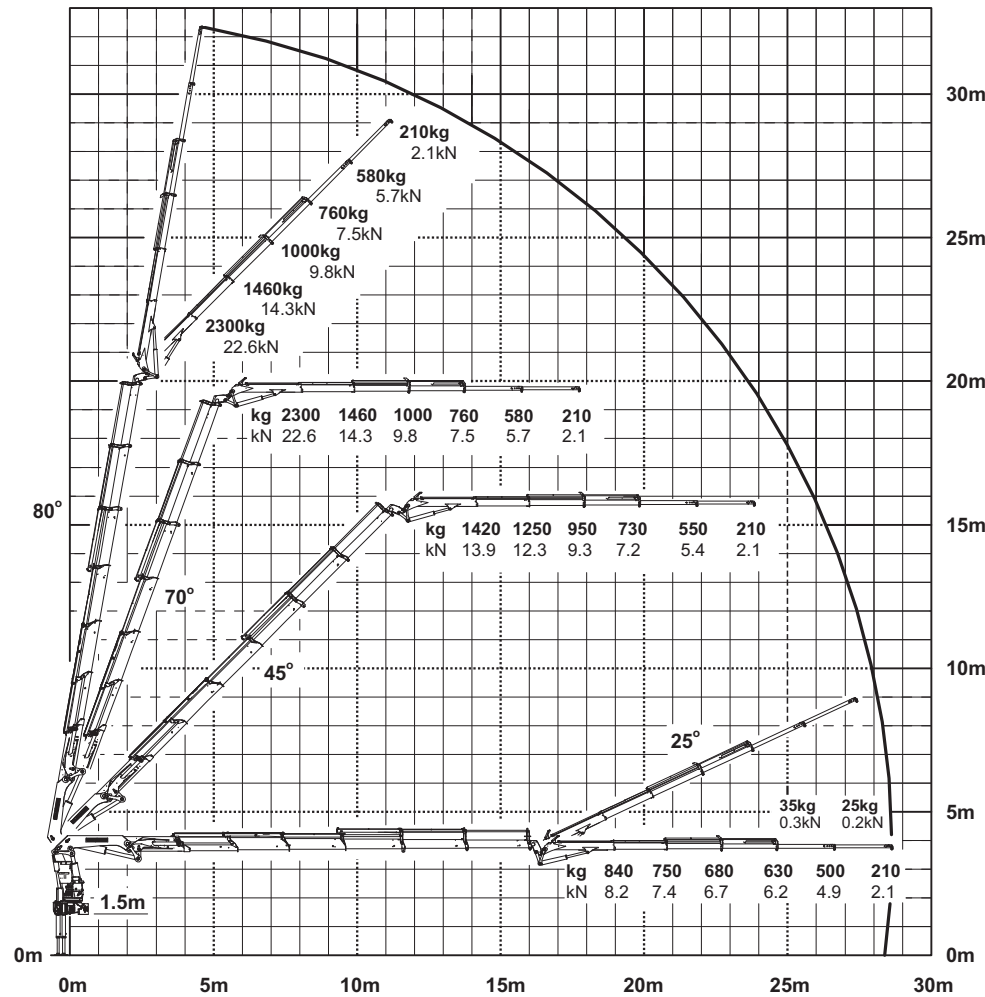 30m
210kg
2.1kN
580kg
5.7kN
760kg
7.5kN
25m
1000kg
9.8kN
1460kg
14.3kN
2300kg
22.6kN
20m
kg 2300 1460 1000 760 580 210
kN 22.6 14.3 9.8 7.5 5.7 2.1
80°
15m
kg 1420 1250 950 730 550 210
kN 13.9 12.3 9.3 7.2 5.4 2.1
70°
45°
10m
25°
35kg 25kg
0.3kN 0.2kN
5m
kg 840 750 680 630 500 210
kN 8.2 7.4 6.7 6.2 4.9 2.1
1.5m
0m 0m
0m 5m 10m 15m 20m 25m 30m